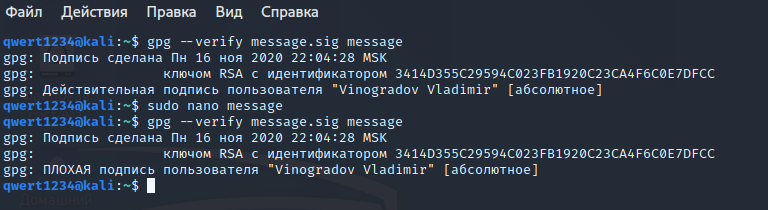 Файл Действия Правка Вид Справка
qwert1234@kali:~$ gpg --verify message.sig message
gpg: Подпись сделана Пн 16 ноя 2020 22:04:28 MSK
gpg: ключом RSA с идентификатором 3414D355C29594C023FB1920C23CA4F6C0E7DFCC
gpg: Действительная подпись пользователя "Vinogradov Vladimir" [абсолютное]
qwert1234@kali:~$ sudo nano message
qwert1234@kali:~$ gpg --verify message.sig message
gpg: Подпись сделана Пн 16 ноя 2020 22:04:28 MSK
gpg: ключом RSA с идентификатором 3414D355C29594C023FB1920C23CA4F6C0E7DFCC
gpg: ПЛОХАЯ подпись пользователя "Vinogradov Vladimir" [абсолютное]
qwert1234@kali:~$